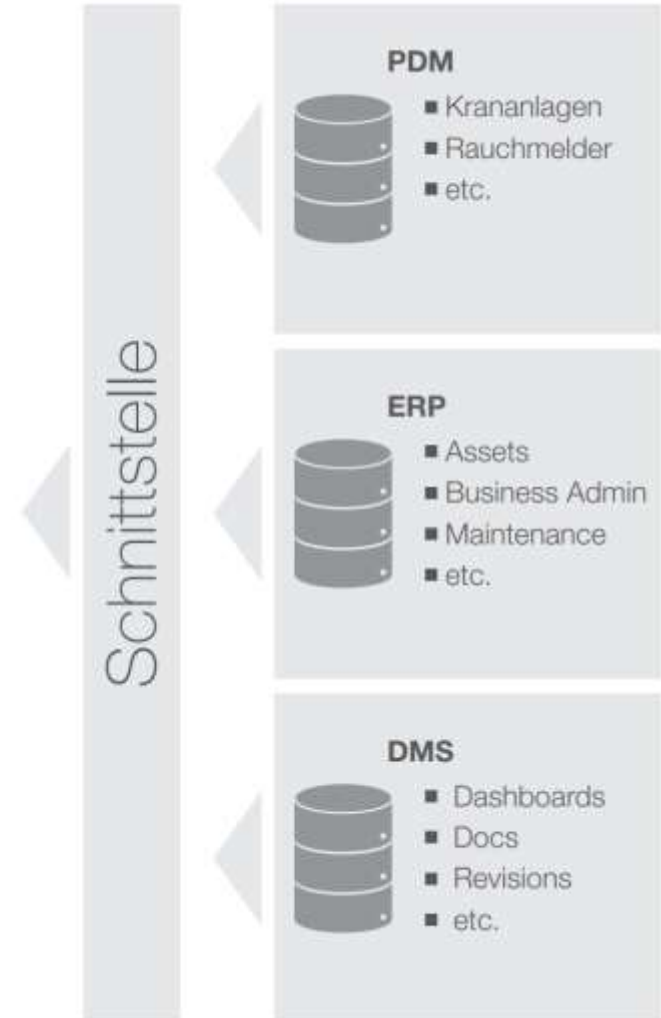 Schnittstelle
PDM
▪ Krananlagen
▪ Rauchmelder
▪ etc.
ERP
▪ Assets
▪ Business Admin
▪ Maintenance
▪ etc.
DMS
▪ Dashboards
▪ Docs
▪ Revisions
▪ etc.